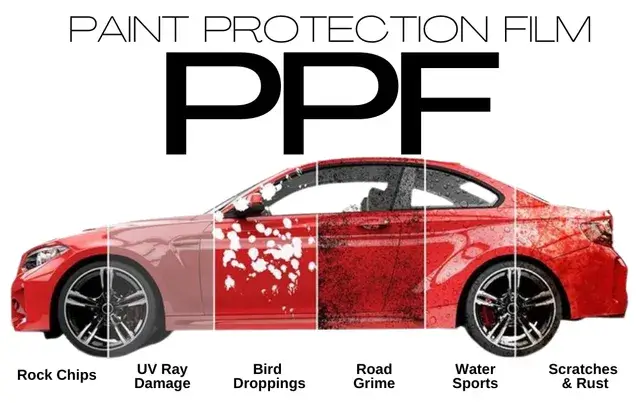 PAINT PROTECTION FILM
PPF
Rock Chips
UV Ray
Damage
Bird
Droppings
Road
Grime
Water
Sports
Scratches
& Rust